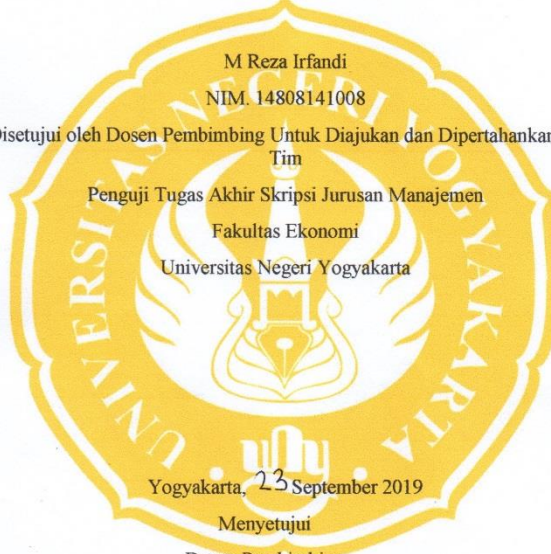 M Reza Irfandi
NIM. 14808141008
Disetujui oleh Dosen Pembimbing Untuk Diajukan dan Dipertahankan
Tim
Penguji Tugas Akhir Skripsi Jurusan Manajemen
Fakultas Ekonomi
Universitas Negeri Yogyakarta
UNIVERSITAS NEGERI YOGYAKARTA
uny
Yogyakarta, 23 September 2019
Menyetujui